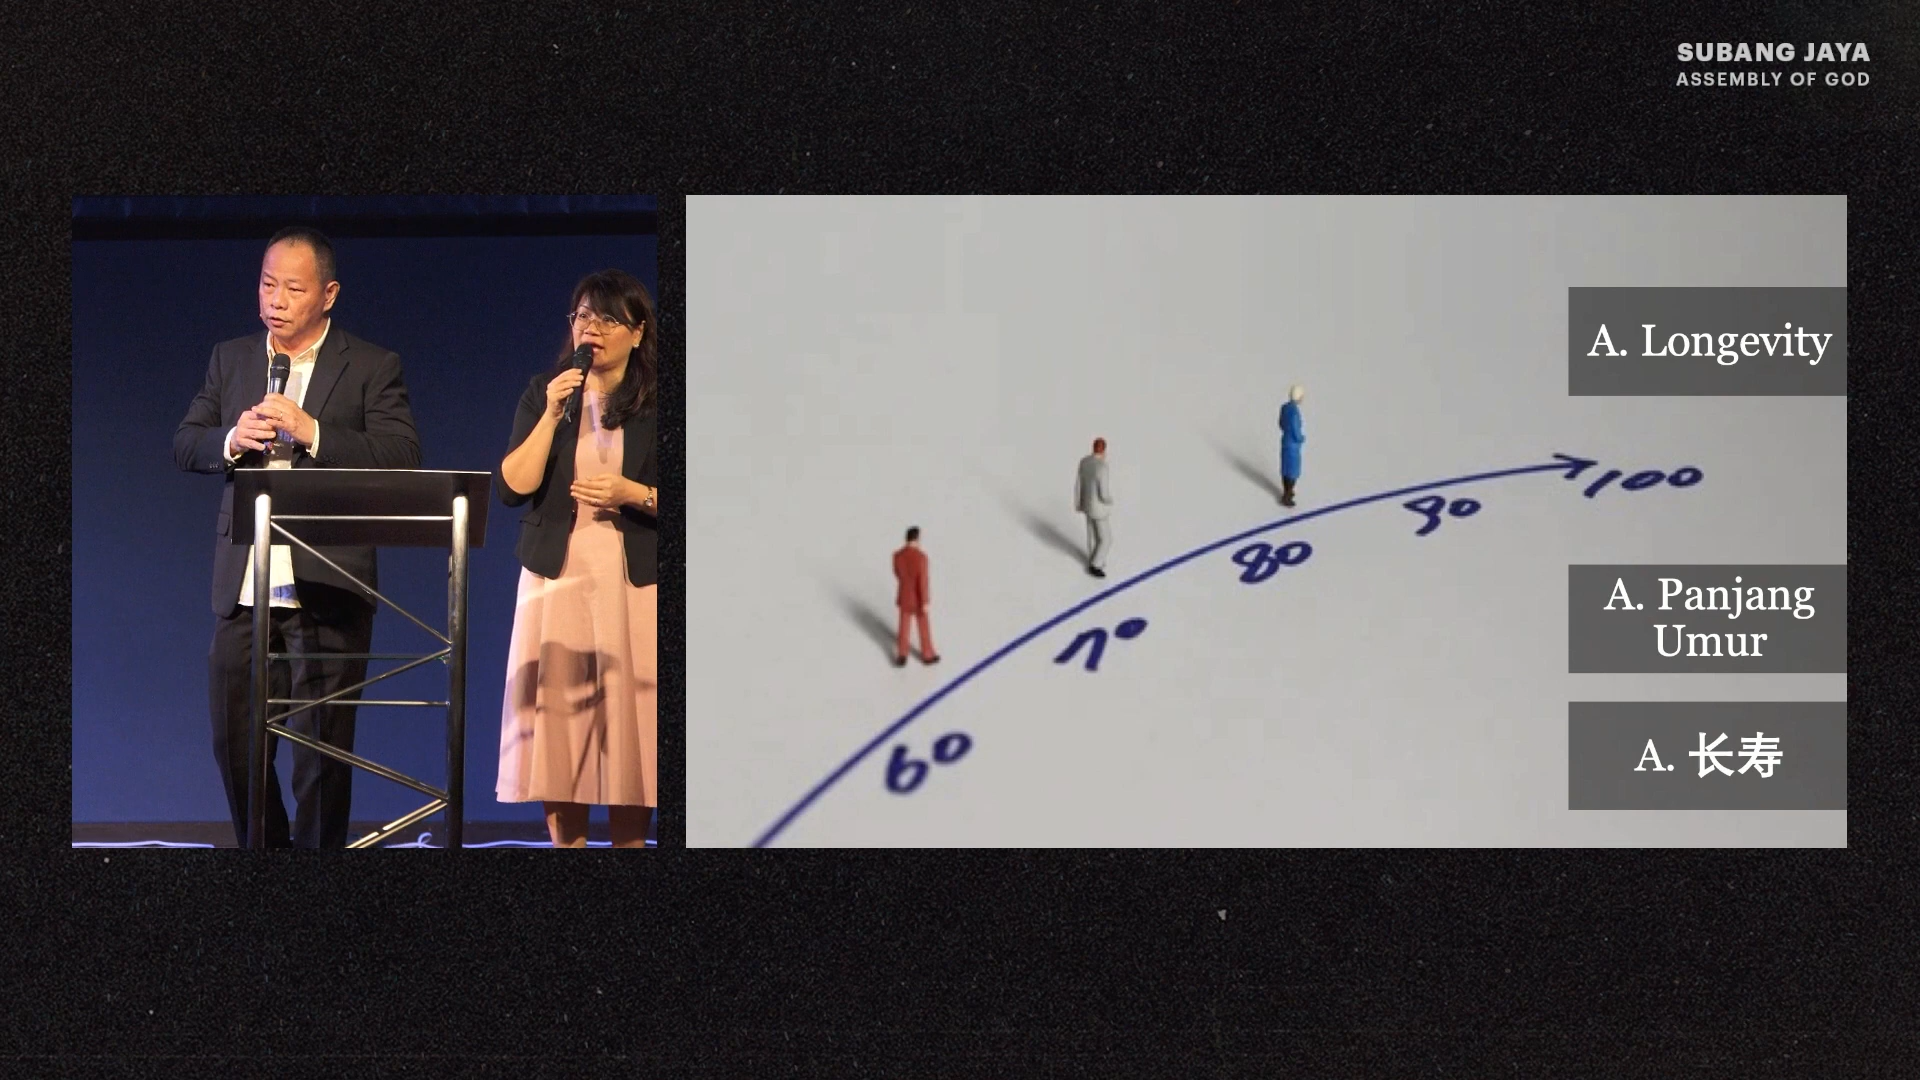 SUBANG JAYA
ASSEMBLY OF GOD
A. Longevity
100
90
80
70
60
A. Panjang
Umur
A. 长寿